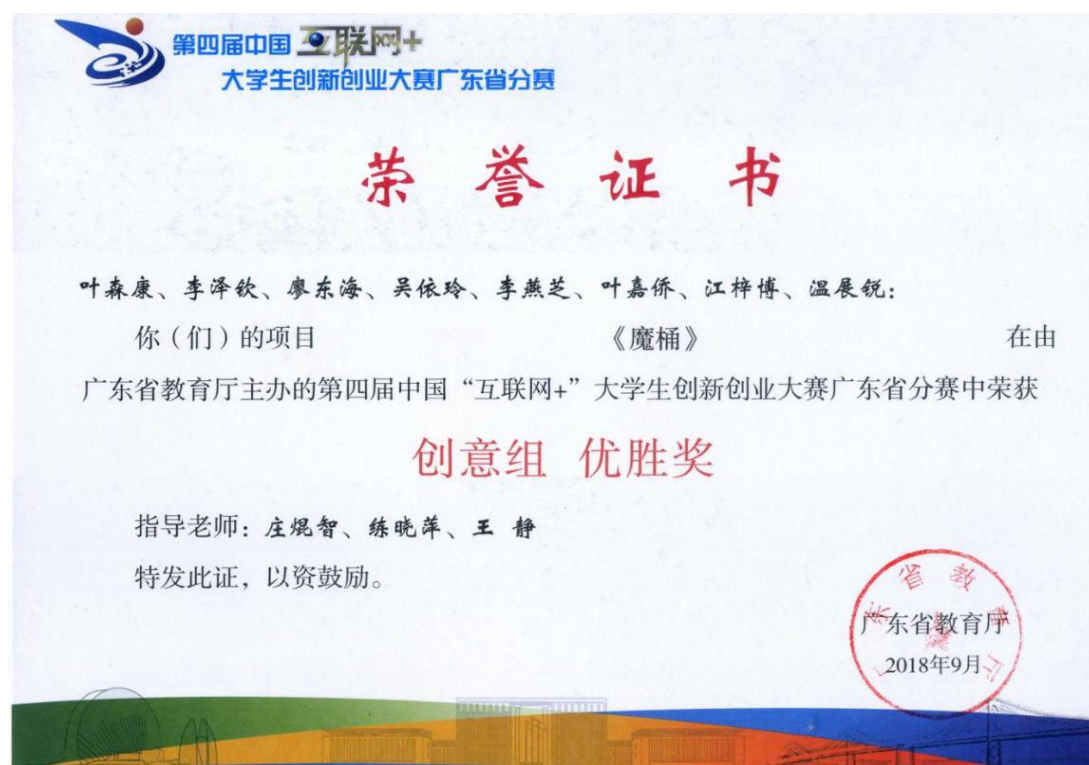 第四届中国互联网+
大学生创新创业大赛广东省分赛
荣誉证书
叶森康、李泽钦、廖东海、吴依玲、李燕芝、叶嘉侨、江梓博、温展锐：
你（们）的项目 《魔桶》 在由
广东省教育厅主办的第四届中国“互联网+”大学生创新创业大赛广东省分赛中荣获
创意组 优胜奖
指导老师：庄焜智、练晓萍、王 静
特发此证，以资鼓励。
广东省教育厅
广东省教育厅
2018年9月